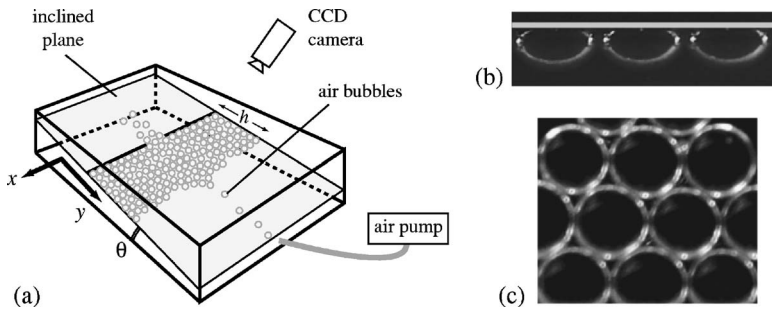 inclined
plane
CCD
camera
air bubbles
h
x
y
θ
air pump
(a)
(b)
(c)